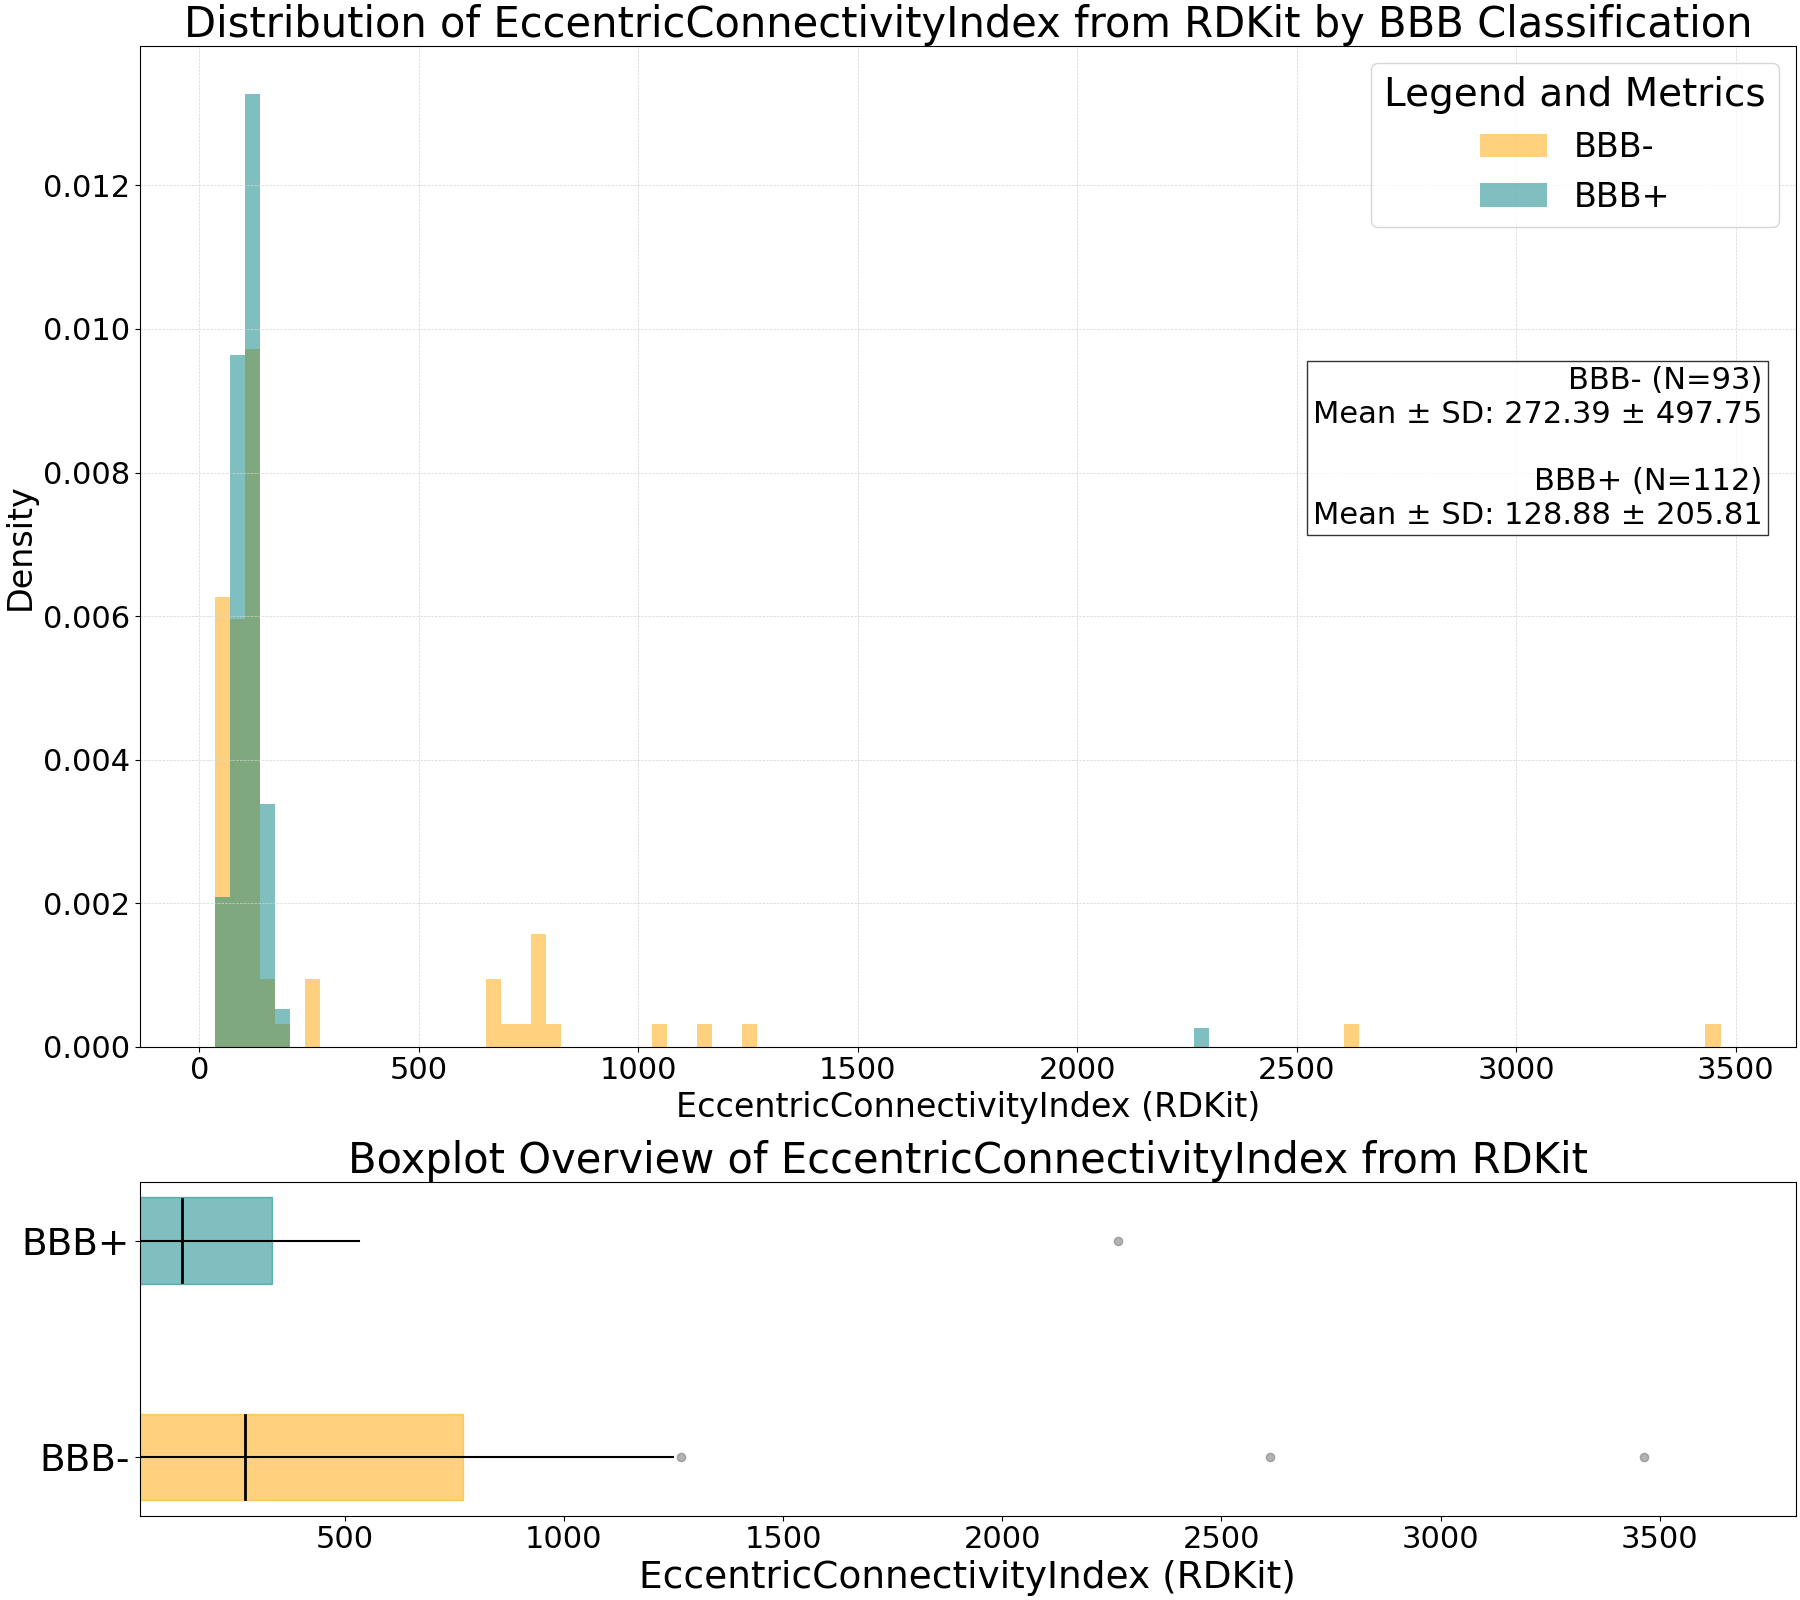 Distribution of EccentricConnectivityIndex from RDKit by BBB Classification
Legend and Metrics
BBB-
BBB+
BBB- (N=93)
Mean ± SD: 272.39 ± 497.75
BBB+ (N=112)
Mean ± SD: 128.88 ± 205.81
Density
0.012
0.010
0.008
0.006
0.004
0.002
0.000
0 500 1000 1500 2000 2500 3000 3500
EccentricConnectivityIndex (RDKit)
Boxplot Overview of EccentricConnectivityIndex from RDKit
BBB+
BBB-
500 1000 1500 2000 2500 3000 3500
EccentricConnectivityIndex (RDKit)